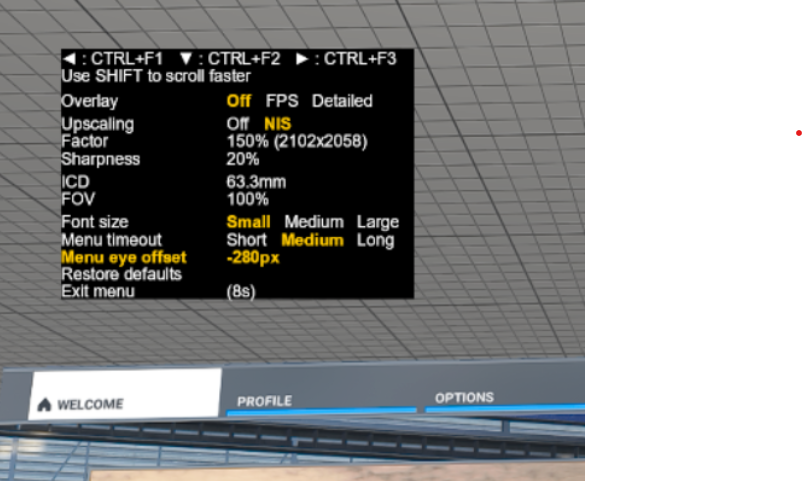 ◄ : CTRL+F1 ▼ : CTRL+F2 ► : CTRL+F3
Use SHIFT to scroll faster
Overlay Off FPS Detailed
Upscaling Off NIS
Factor 150% (2102x2058)
Sharpness 20%
ICD 63.3mm
FOV 100%
Font size Small Medium Large
Menu timeout Short Medium Long
Menu eye offset -280px
Restore defaults
Exit menu (8s)
WELCOME PROFILE OPTIONS